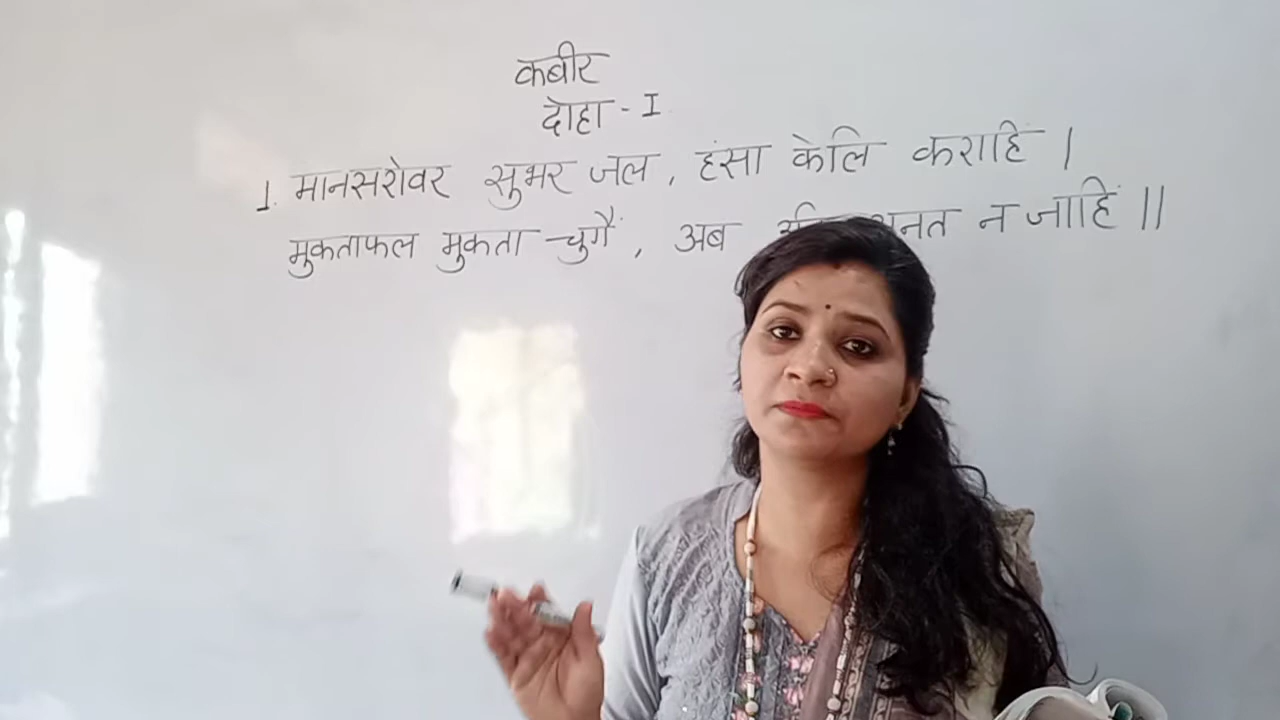 कबीर
दोहा - I
1. मानसरोवर सुभर जल, हंसा केलि कराहिं ।
मुकताफल मुकता चुगैं, अब न जाहिं ॥